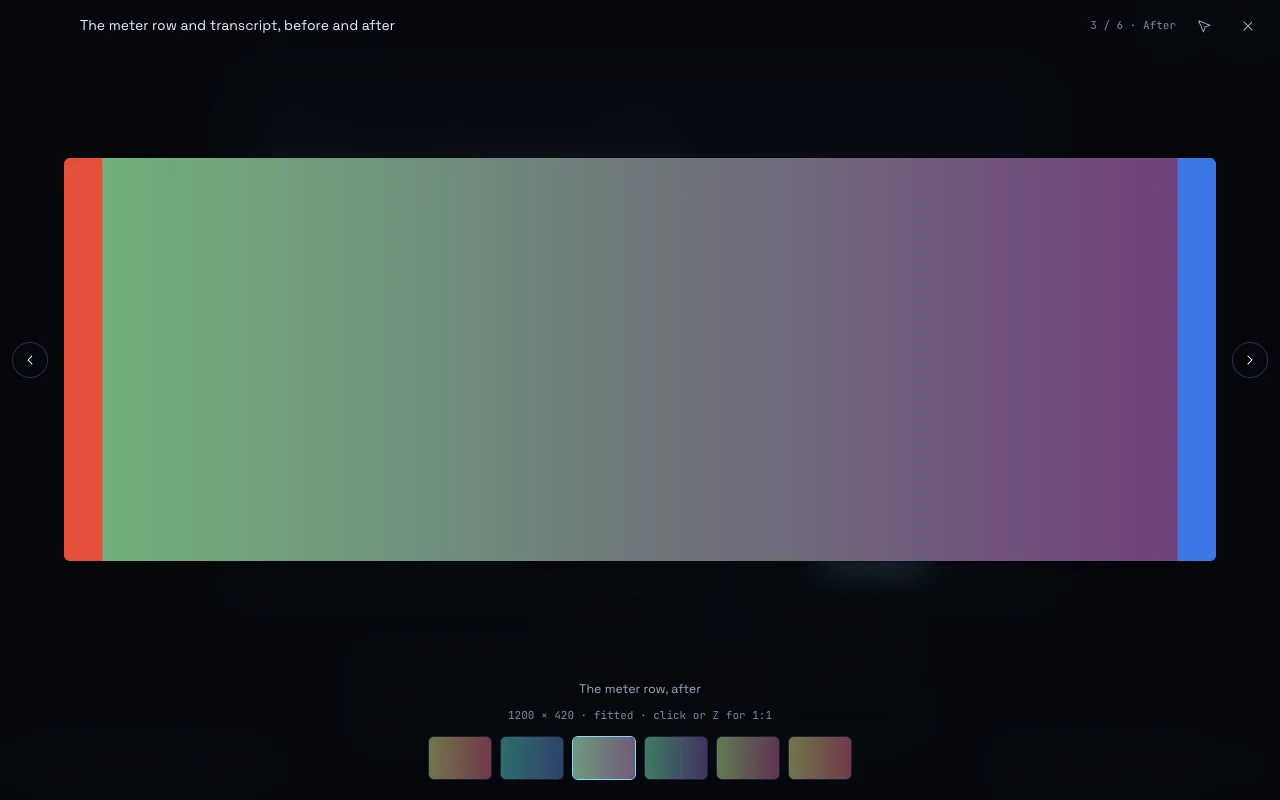 The meter row and transcript, before and after
3 / 6 · After
The meter row, after
1200 × 420 · fitted · click or Z for 1:1